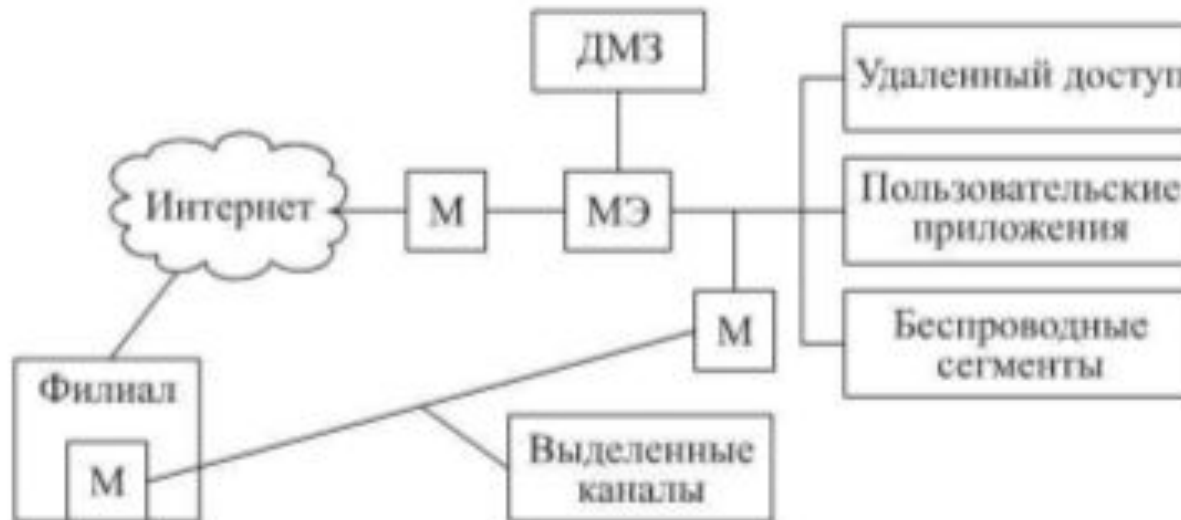 ДМЗ
Удаленный доступ
Интернет
М
МЭ
Пользовательские
приложения
М
Беспроводные
сегменты
Филиал
М
Выделенные
каналы